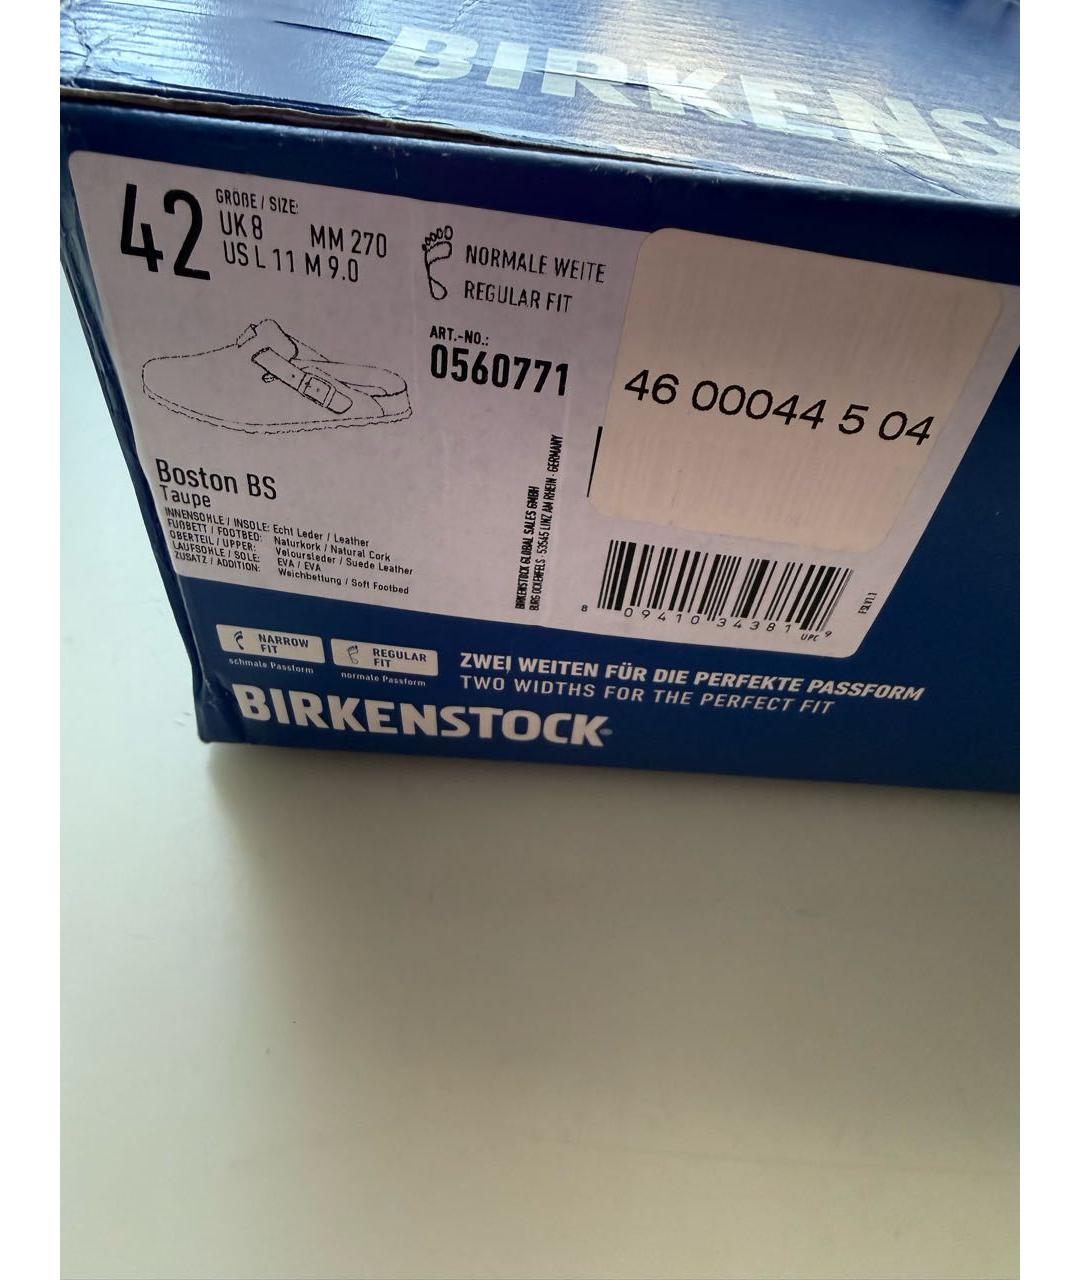 BIRKENST
42
GRÖßE / SIZE:
UK 8 MM 270
US L 11 M 9.0
NORMALE WEITE
REGULAR FIT
ART.-NO.:
0560771
46 00044 5 04
Boston BS
Taupe
INNENSOHLE / INSOLE: Echt Leder / Leather
FUßBETT / FOOTBED: Naturkork / Natural Cork
OBERTEIL / UPPER: Veloursleder / Suede Leather
LAUFSOHLE / SOLE: EVA / EVA
ZUSATZ / ADDITION: Weichbettung / Soft Footbed
BIRKENSTOCK GLOBAL SALES GMBH
BURG OCKENFELS · 53545 LINZ AM RHEIN · GERMANY
8 09410 34381 9
UPC
NARROW
FIT
schmale Passform
REGULAR
FIT
normale Passform
ZWEI WEITEN FÜR DIE PERFEKTE PASSFORM
TWO WIDTHS FOR THE PERFECT FIT
BIRKENSTOCK®